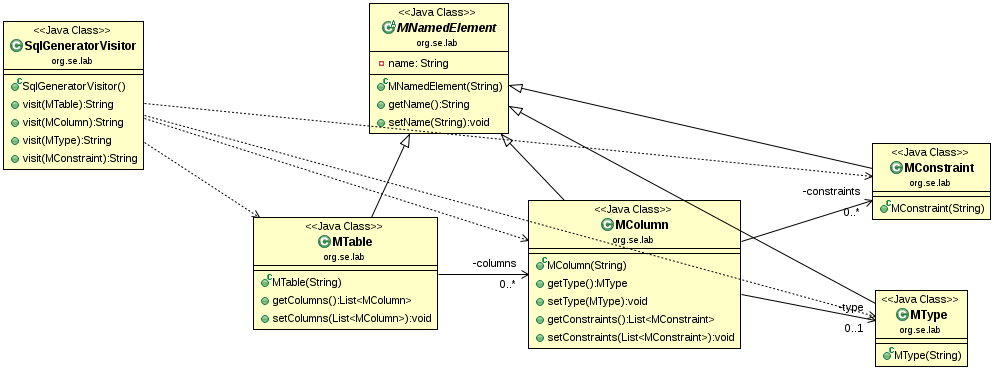 <<Java Class>>
SqlGeneratorVisitor
org.se.lab
SqlGeneratorVisitor()
visit(MTable):String
visit(MColumn):String
visit(MType):String
visit(MConstraint):String
<<Java Class>>
MNamedElement
org.se.lab
name: String
MNamedElement(String)
getName():String
setName(String):void
<<Java Class>>
MConstraint
org.se.lab
MConstraint(String)
-constraints
0..*
<<Java Class>>
MTable
org.se.lab
MTable(String)
getColumns():List<MColumn>
setColumns(List<MColumn>):void
-columns
0..*
<<Java Class>>
MColumn
org.se.lab
MColumn(String)
getType():MType
setType(MType):void
getConstraints():List<MConstraint>
setConstraints(List<MConstraint>):void
-type
0..1
<<Java Class>>
MType
org.se.lab
MType(String)